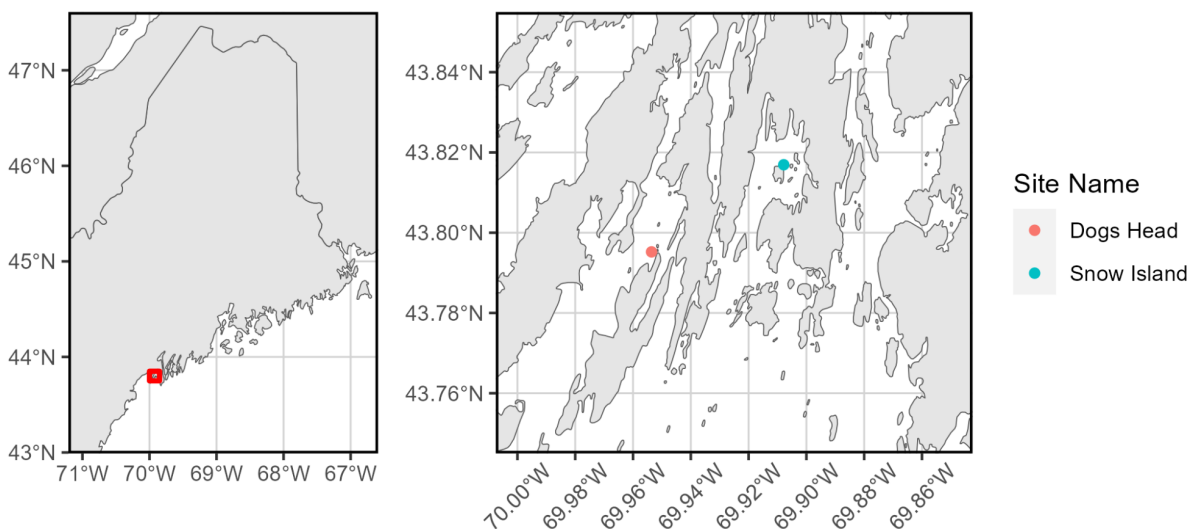 47°N
46°N
45°N
44°N
43°N
71°W 70°W 69°W 68°W 67°W
43.84°N
43.82°N
43.80°N
43.78°N
43.76°N
70.00°W 69.98°W 69.96°W 69.94°W 69.92°W 69.90°W 69.88°W 69.86°W
Site Name
Dogs Head
Snow Island